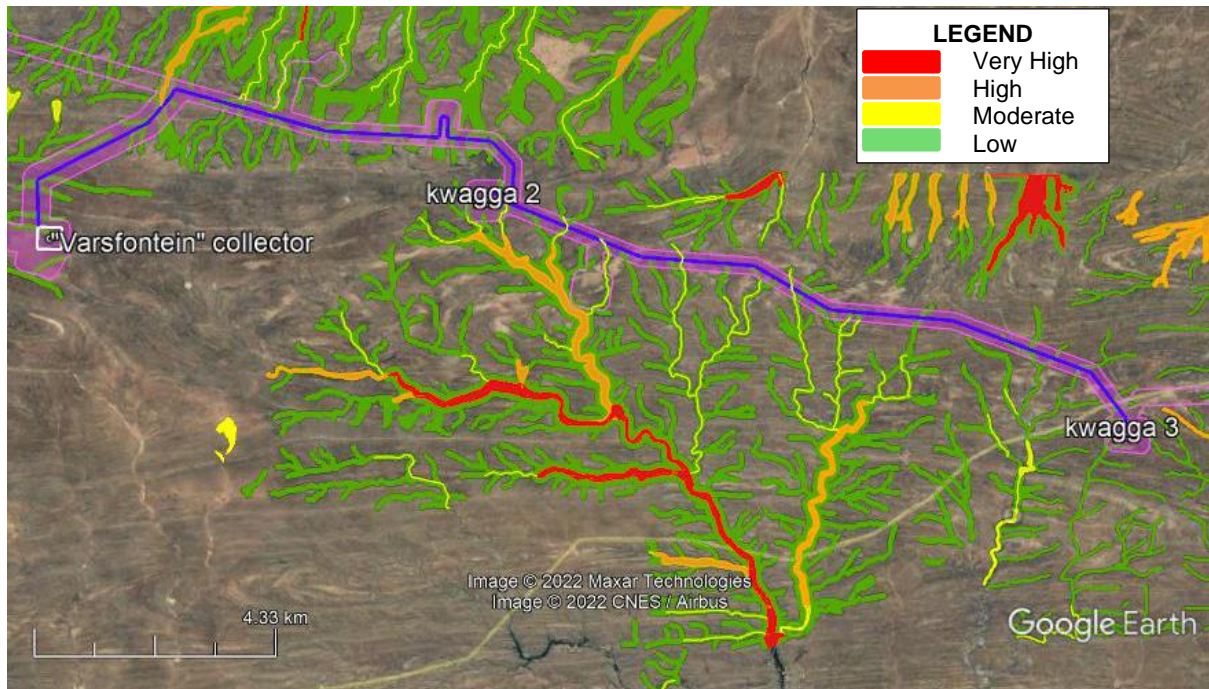 LEGEND
Very High
High
Moderate
Low
kwagga 2
"Varsfontein" collector
kwagga 3
Image © 2022 Maxar Technologies
Image © 2022 CNES / Airbus
4.33 km
Google Earth